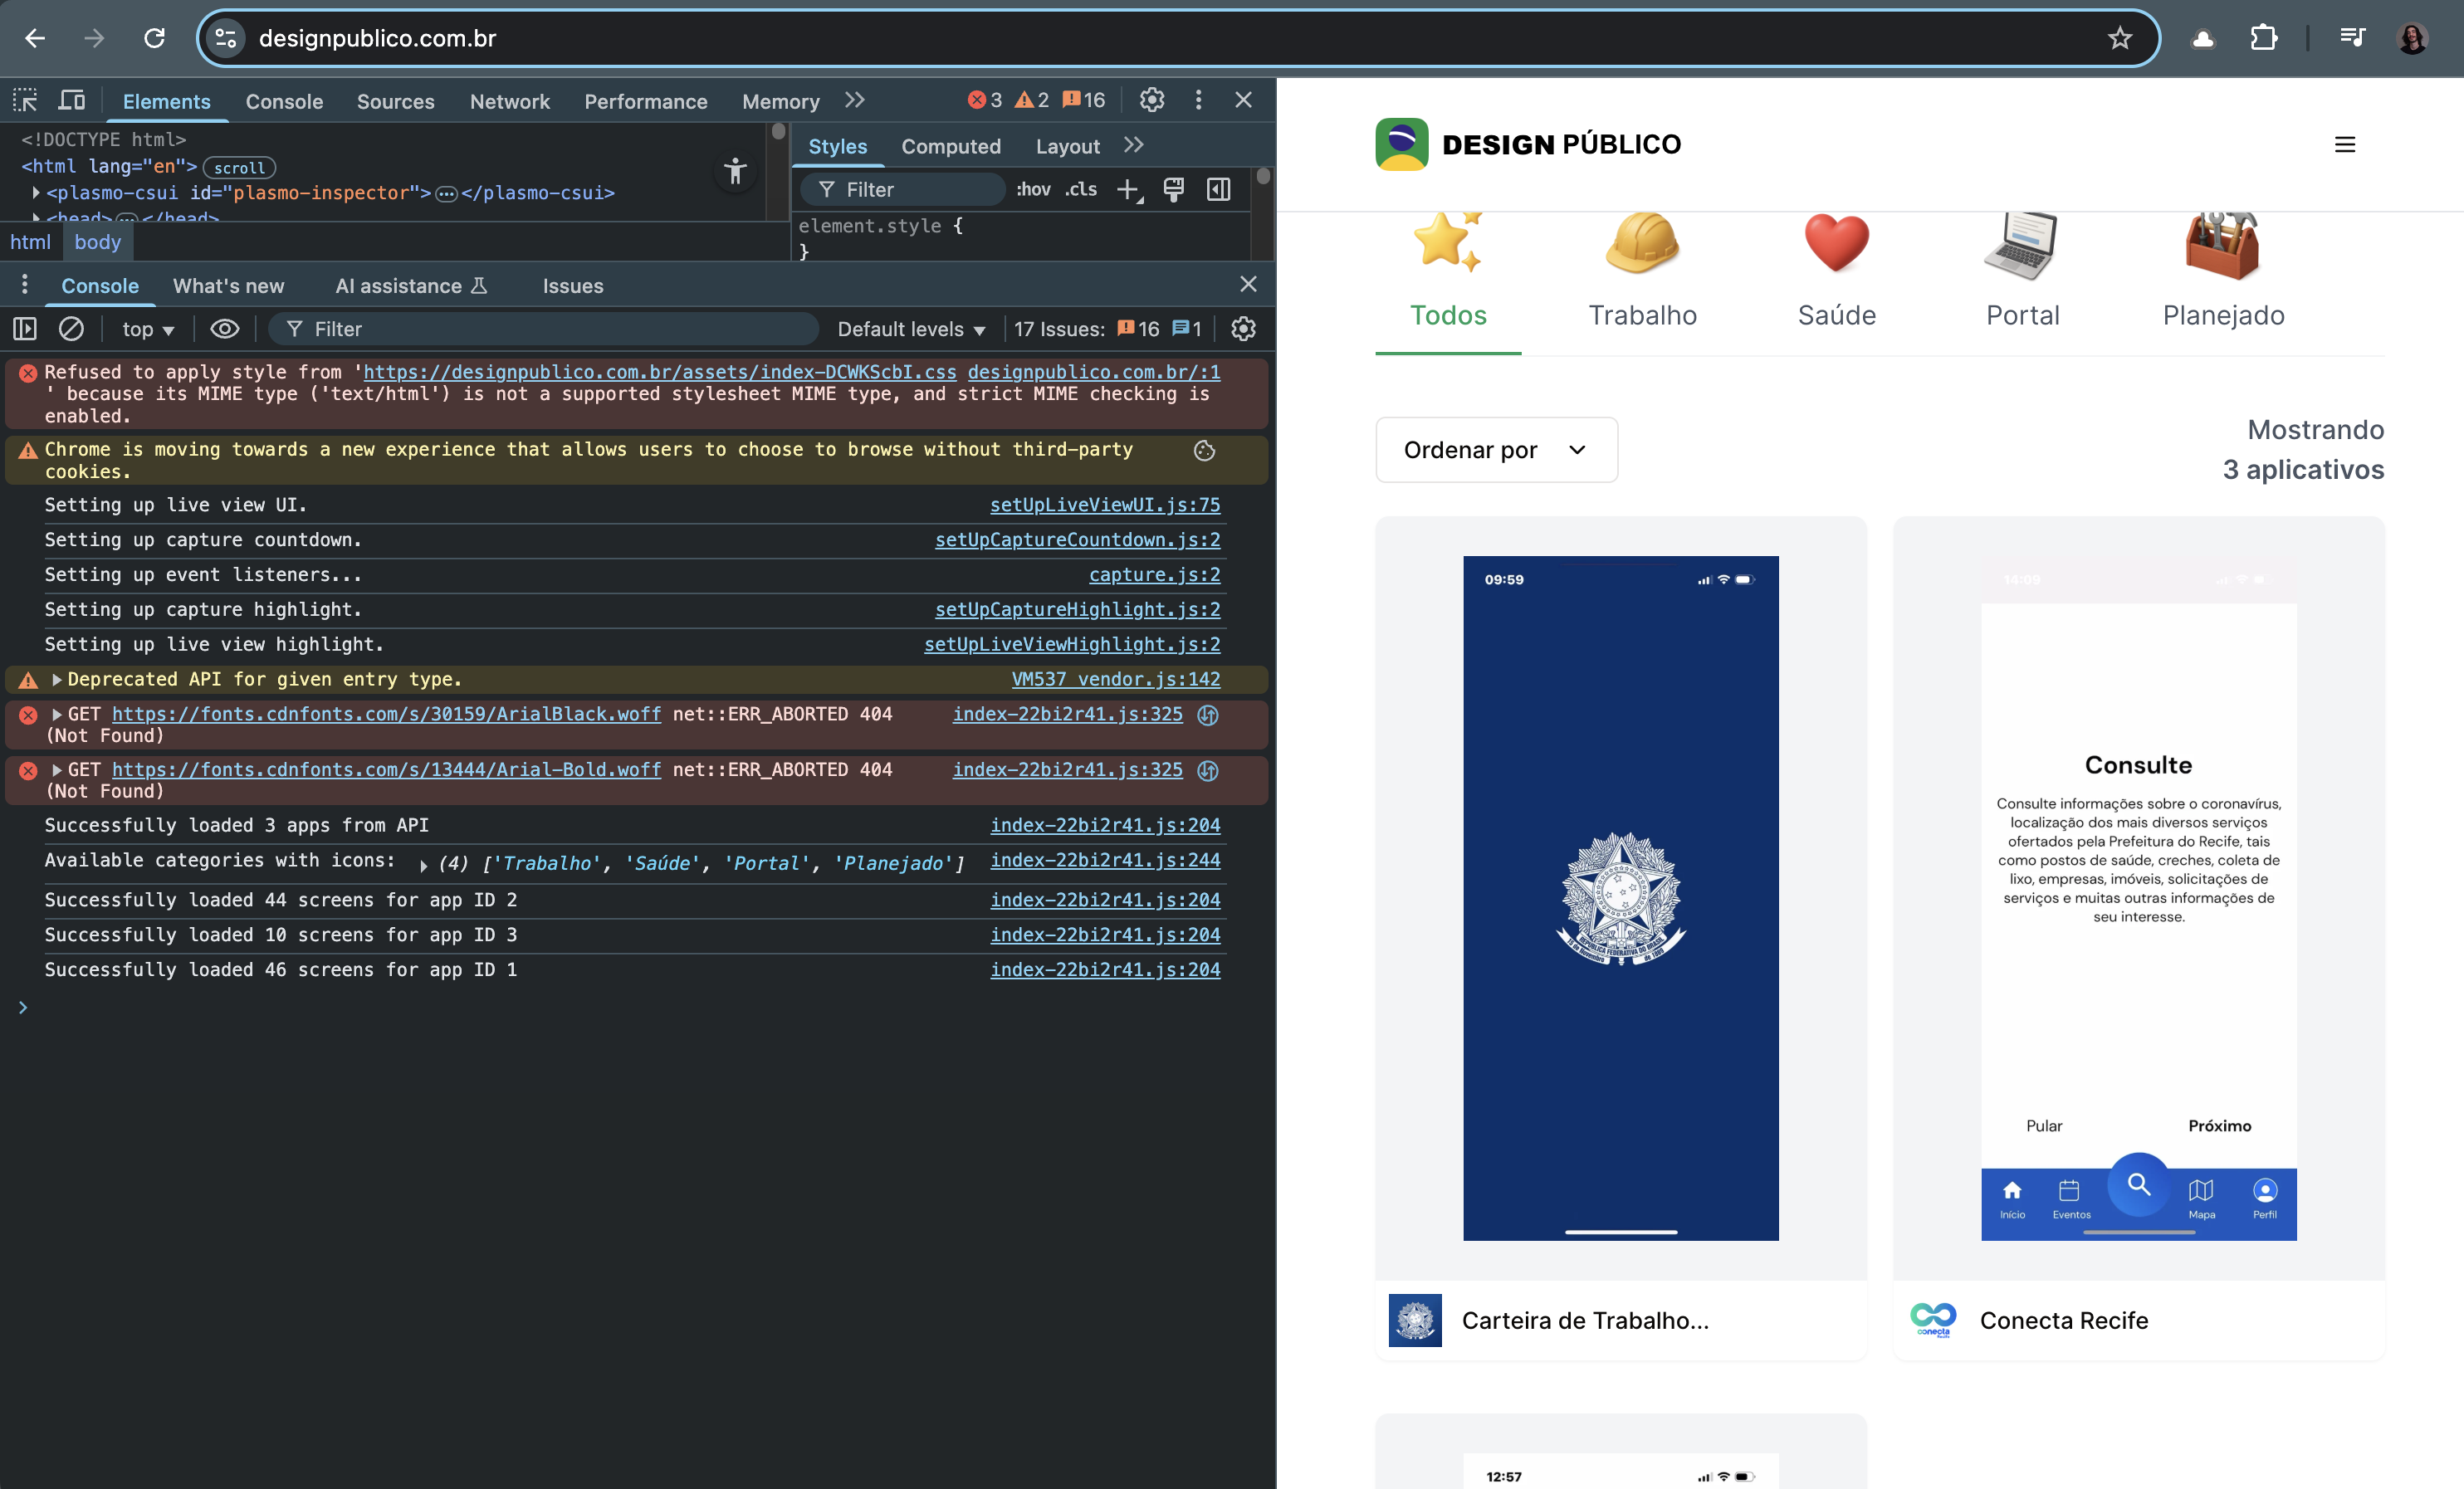 designpublico.com.br
Elements Console Sources Network Performance Memory 3 2 16
<!DOCTYPE html>
<html lang="en"> scroll
<plasmo-csui id="plasmo-inspector"> … </plasmo-csui>
<head> … </head>
html body
Styles Computed Layout
Filter :hov .cls
element.style {
}
Console What's new AI assistance Issues
top Filter Default levels 17 Issues: 16 1
Refused to apply style from 'https://designpublico.com.br/assets/index-DCWKScbI.css designpublico.com.br/:1
' because its MIME type ('text/html') is not a supported stylesheet MIME type, and strict MIME checking is
enabled.
Chrome is moving towards a new experience that allows users to choose to browse without third-party
cookies.
Setting up live view UI. setUpLiveViewUI.js:75
Setting up capture countdown. setUpCaptureCountdown.js:2
Setting up event listeners... capture.js:2
Setting up capture highlight. setUpCaptureHighlight.js:2
Setting up live view highlight. setUpLiveViewHighlight.js:2
Deprecated API for given entry type. VM537 vendor.js:142
GET https://fonts.cdnfonts.com/s/30159/ArialBlack.woff net::ERR_ABORTED 404 index-22bi2r41.js:325
(Not Found)
GET https://fonts.cdnfonts.com/s/13444/Arial-Bold.woff net::ERR_ABORTED 404 index-22bi2r41.js:325
(Not Found)
Successfully loaded 3 apps from API index-22bi2r41.js:204
Available categories with icons: (4) ['Trabalho', 'Saúde', 'Portal', 'Planejado'] index-22bi2r41.js:244
Successfully loaded 44 screens for app ID 2 index-22bi2r41.js:204
Successfully loaded 10 screens for app ID 3 index-22bi2r41.js:204
Successfully loaded 46 screens for app ID 1 index-22bi2r41.js:204
DESIGN PÚBLICO
Todos Trabalho Saúde Portal Planejado
Ordenar por
Mostrando
3 aplicativos
09:59
REPÚBLICA FEDERATIVA DO BRASIL
15 de Novembro de 1889
14:09
Consulte
Consulte informações sobre o coronavírus,
localização dos mais diversos serviços
ofertados pela Prefeitura do Recife, tais
como postos de saúde, creches, coleta de
lixo, empresas, imóveis, solicitações de
serviços e muitas outras informações de
seu interesse.
Pular Próximo
Início Eventos Mapa Perfil
Carteira de Trabalho...
conecta
Recife
Conecta Recife
12:57